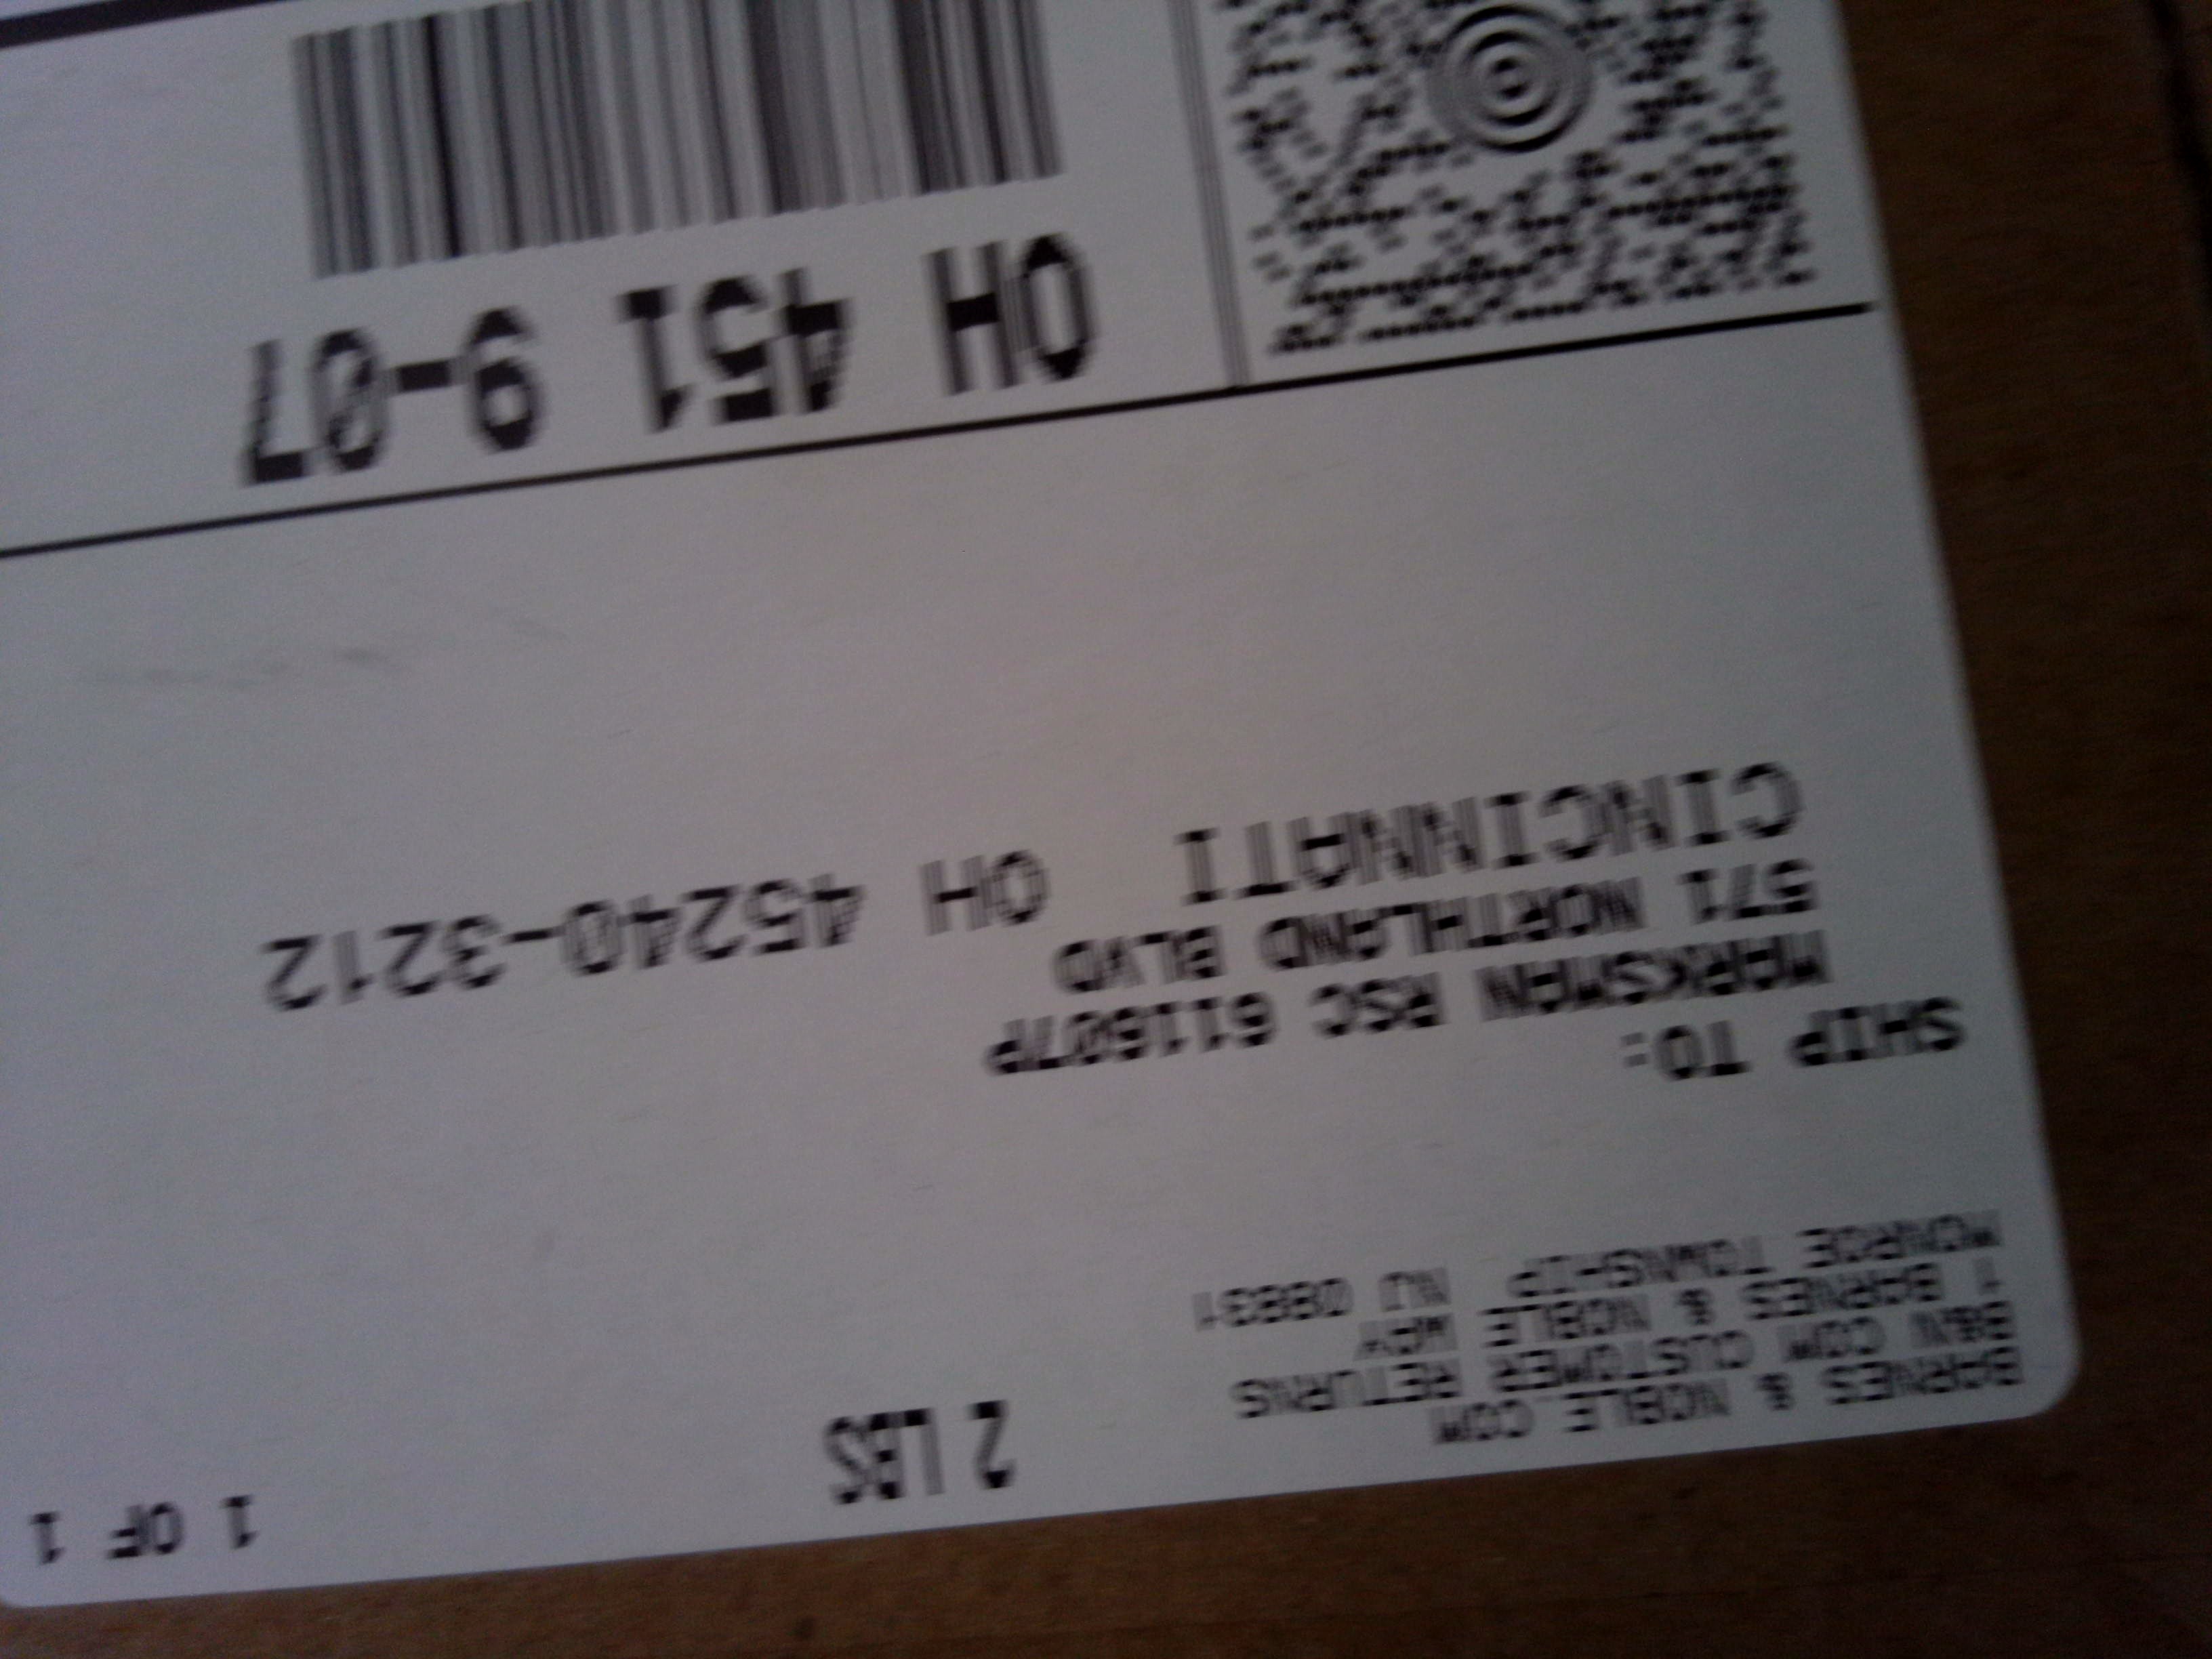 BARNES & NOBLE COM
B&N COM CUSTOMER RETURNS
1 BARNES & NOBLE WAY
MONROE TOWNSHIP NJ 08831
2 LBS
1 OF 1
SHIP TO:
MARKSMAN RSC 611607P
571 NORTHLAND BLVD
CINCINNATI OH 45240-3212
OH 451 9-07